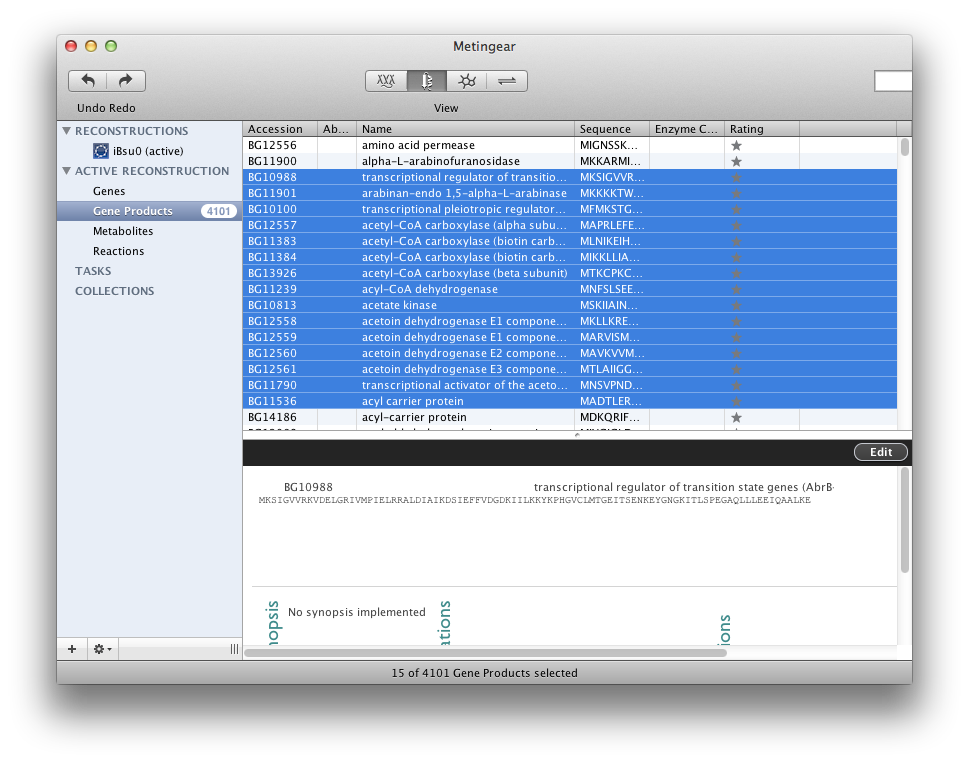 Metingear
Undo Redo
View
RECONSTRUCTIONS
iBsu0 (active)
ACTIVE RECONSTRUCTION
Genes
Gene Products 4101
Metabolites
Reactions
TASKS
COLLECTIONS
Accession Ab... Name Sequence Enzyme C... Rating
BG12556 amino acid permease MIGNSSK...
BG11900 alpha-L-arabinofuranosidase MKKARMI...
BG10988 transcriptional regulator of transitio... MKSIGVVR...
BG11901 arabinan-endo 1,5-alpha-L-arabinase MKKKKTW...
BG10100 transcriptional pleiotropic regulator... MFMKSTG...
BG12557 acetyl-CoA carboxylase (alpha subu... MAPRLEFE...
BG11383 acetyl-CoA carboxylase (biotin carb... MLNIKEIH...
BG11384 acetyl-CoA carboxylase (biotin carb... MIKKLLIA...
BG13926 acetyl-CoA carboxylase (beta subunit) MTKCPKC...
BG11239 acyl-CoA dehydrogenase MNFSLSEE...
BG10813 acetate kinase MSKIIAIN...
BG12558 acetoin dehydrogenase E1 compone... MKLLKRE...
BG12559 acetoin dehydrogenase E1 compone... MARVISM...
BG12560 acetoin dehydrogenase E2 compone... MAVKVVM...
BG12561 acetoin dehydrogenase E3 compone... MTLAIIGG...
BG11790 transcriptional activator of the aceto... MNSVPND...
BG11536 acyl carrier protein MADTLER...
BG14186 acyl-carrier protein MDKQRIF...
Edit
BG10988 transcriptional regulator of transition state genes (AbrB-
MKSIGVVRKVDELGRIVMPIELRRALDIAIKDSIEFFVDGDKIILKKYKPHGVCLMTGEITSENKEYGNGKITLSPEGAQLLLEEIQAALKE
No synopsis implemented
nopsis
ations
ions
15 of 4101 Gene Products selected